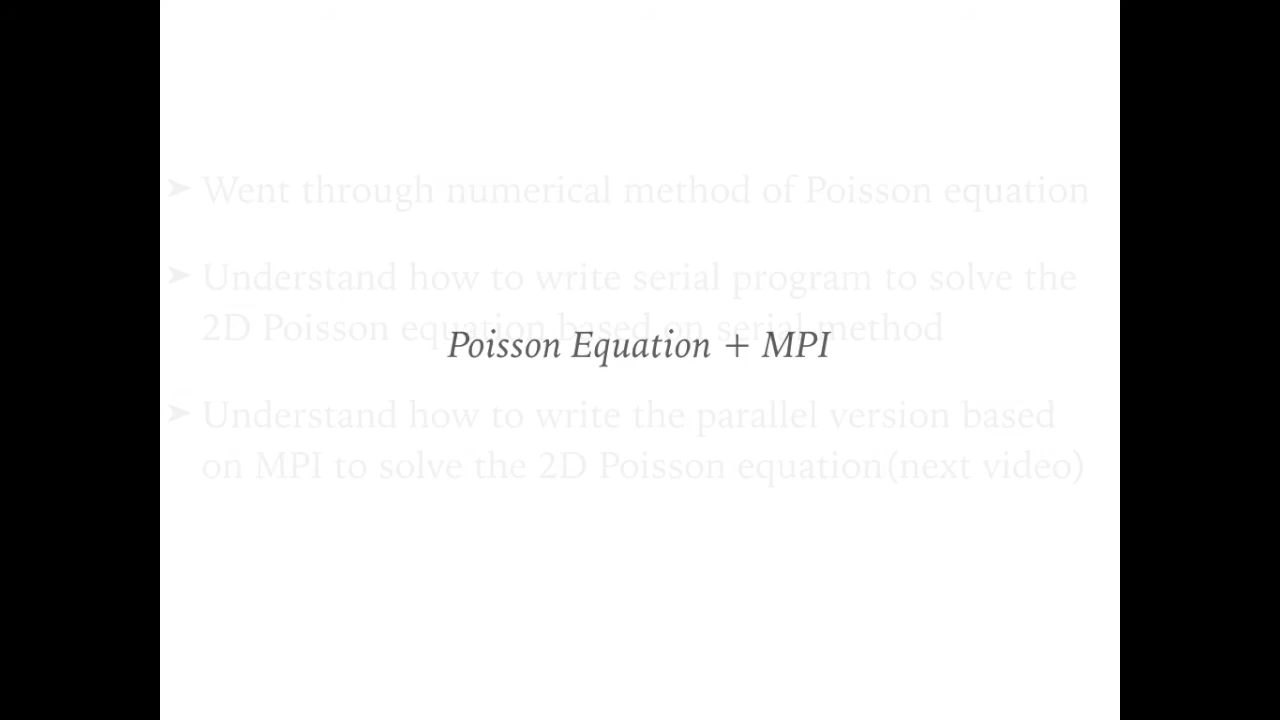 ➤ Went through numerical method of Poisson equation
➤ Understand how to write serial program to solve the
2D Poisson equation based on serial method
Poisson Equation + MPI
➤ Understand how to write the parallel version based
on MPI to solve the 2D Poisson equation(next video)